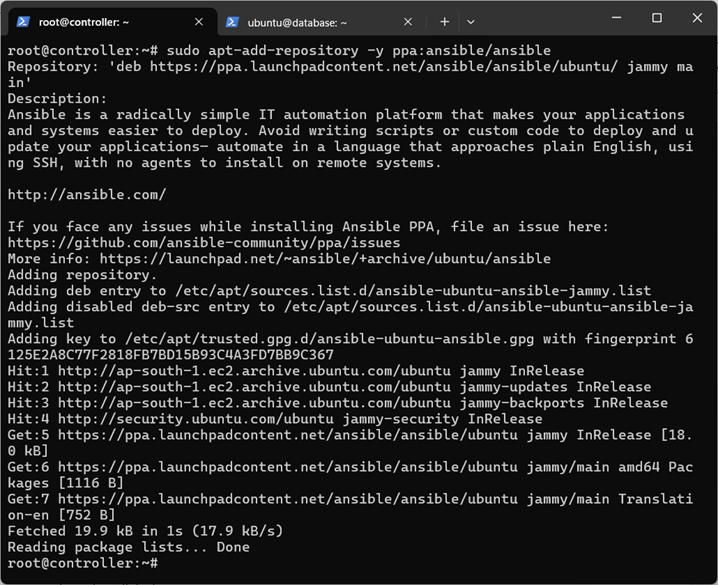 root@controller: ~
ubuntu@database: ~
root@controller:~# sudo apt-add-repository -y ppa:ansible/ansible
Repository: 'deb https://ppa.launchpadcontent.net/ansible/ansible/ubuntu/ jammy ma
in'
Description:
Ansible is a radically simple IT automation platform that makes your applications
and systems easier to deploy. Avoid writing scripts or custom code to deploy and u
pdate your applications— automate in a language that approaches plain English, usi
ng SSH, with no agents to install on remote systems.
http://ansible.com/
If you face any issues while installing Ansible PPA, file an issue here:
https://github.com/ansible-community/ppa/issues
More info: https://launchpad.net/~ansible/+archive/ubuntu/ansible
Adding repository.
Adding deb entry to /etc/apt/sources.list.d/ansible-ubuntu-ansible-jammy.list
Adding disabled deb-src entry to /etc/apt/sources.list.d/ansible-ubuntu-ansible-ja
mmy.list
Adding key to /etc/apt/trusted.gpg.d/ansible-ubuntu-ansible.gpg with fingerprint 6
125E2A8C77F2818FB7BD15B93C4A3FD7BB9C367
Hit:1 http://ap-south-1.ec2.archive.ubuntu.com/ubuntu jammy InRelease
Hit:2 http://ap-south-1.ec2.archive.ubuntu.com/ubuntu jammy-updates InRelease
Hit:3 http://ap-south-1.ec2.archive.ubuntu.com/ubuntu jammy-backports InRelease
Hit:4 http://security.ubuntu.com/ubuntu jammy-security InRelease
Get:5 https://ppa.launchpadcontent.net/ansible/ansible/ubuntu jammy InRelease [18.
0 kB]
Get:6 https://ppa.launchpadcontent.net/ansible/ansible/ubuntu jammy/main amd64 Pac
kages [1116 B]
Get:7 https://ppa.launchpadcontent.net/ansible/ansible/ubuntu jammy/main Translati
on-en [752 B]
Fetched 19.9 kB in 1s (17.9 kB/s)
Reading package lists... Done
root@controller:~#